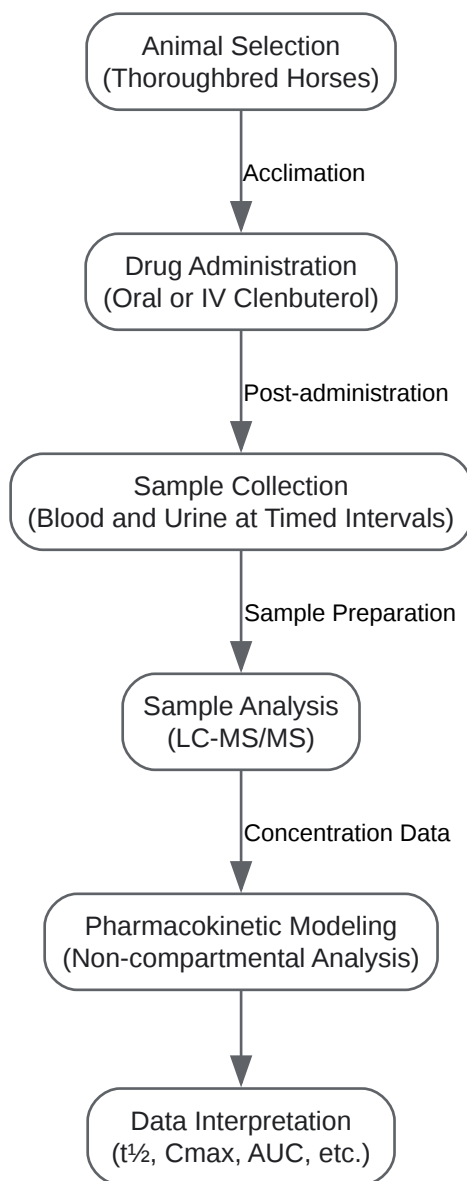 Animal Selection
(Thoroughbred Horses)
Acclimation
Drug Administration
(Oral or IV Clenbuterol)
Post-administration
Sample Collection
(Blood and Urine at Timed Intervals)
Sample Preparation
Sample Analysis
(LC-MS/MS)
Concentration Data
Pharmacokinetic Modeling
(Non-compartmental Analysis)
Data Interpretation
(t½, Cmax, AUC, etc.)